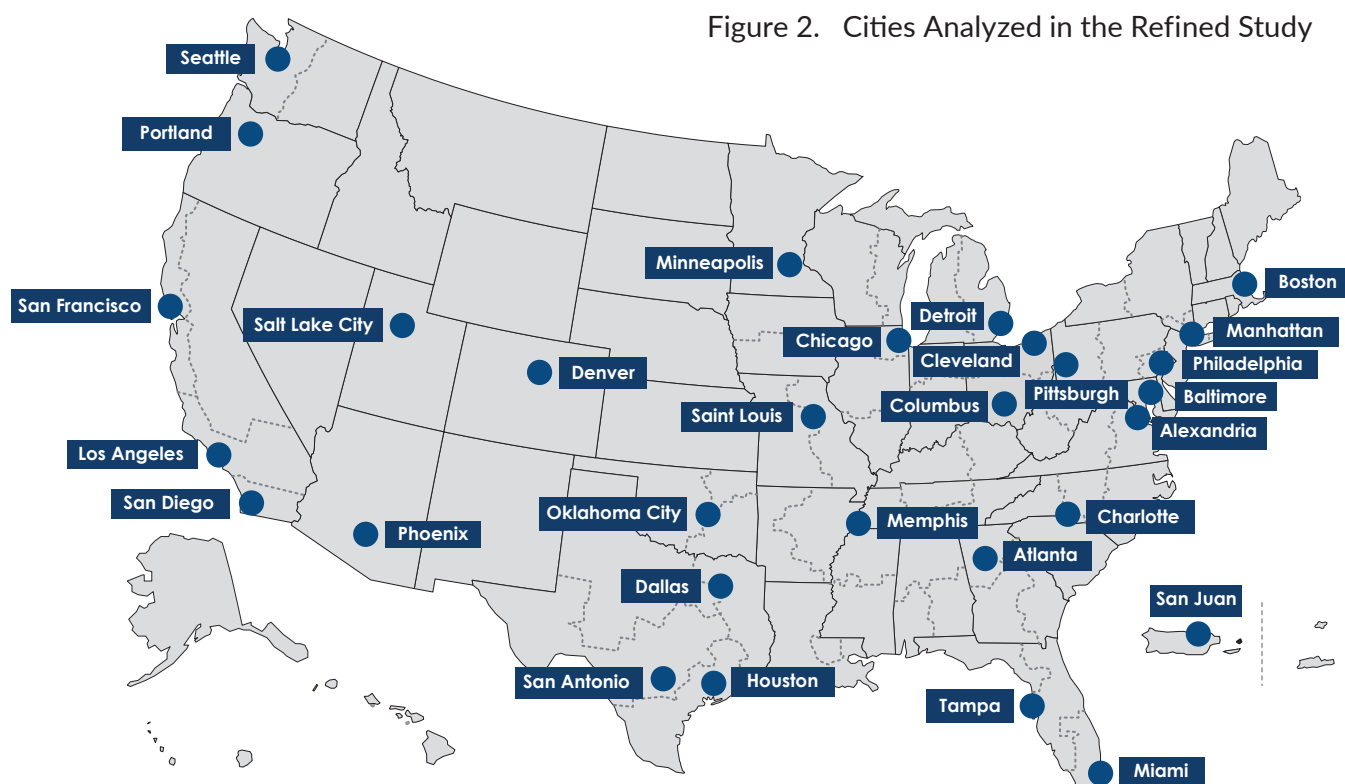 Figure 2. Cities Analyzed in the Refined Study
Seattle
Portland
Minneapolis
Boston
San Francisco
Salt Lake City
Detroit
Manhattan
Chicago
Cleveland
Philadelphia
Denver
Pittsburgh
Baltimore
Saint Louis
Columbus
Alexandria
Los Angeles
San Diego
Oklahoma City
Memphis
Charlotte
Phoenix
Atlanta
Dallas
San Juan
San Antonio
Houston
Tampa
Miami